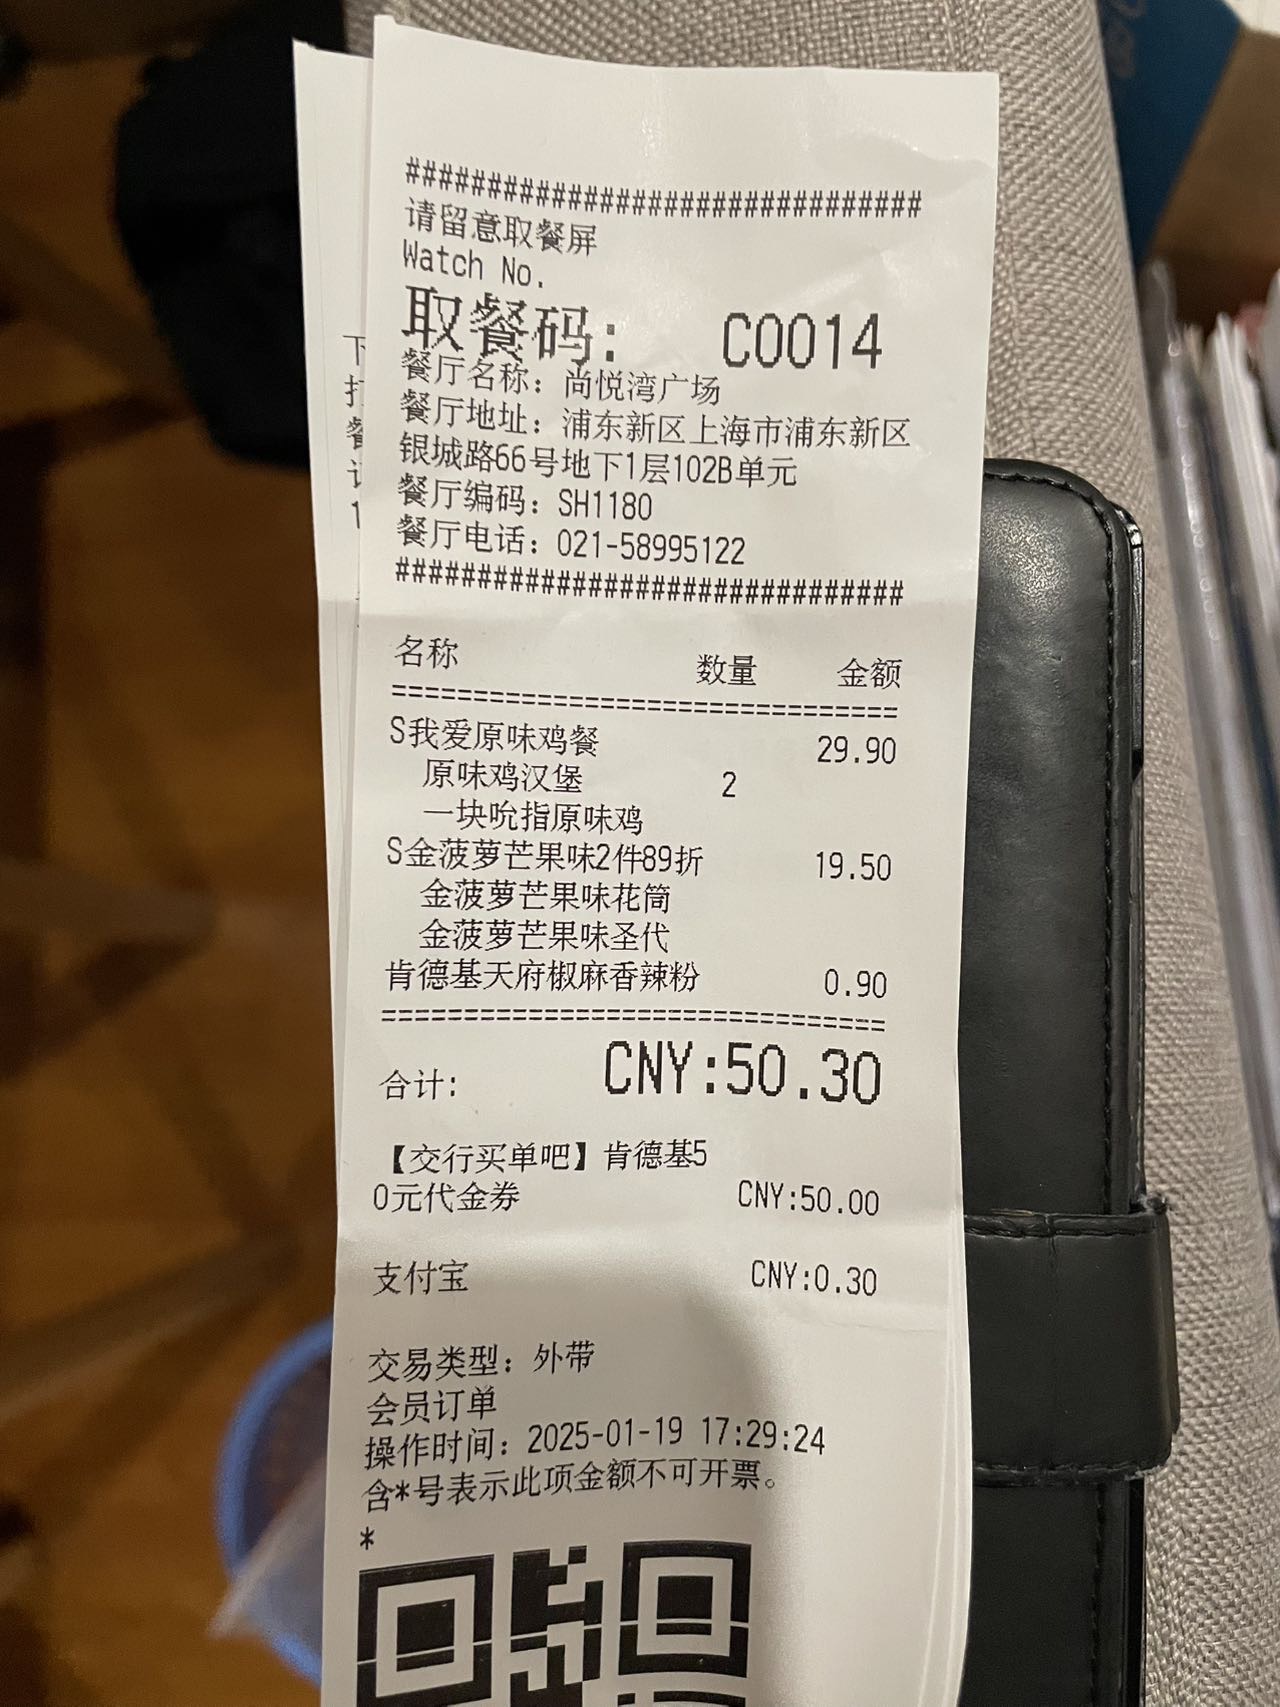 ################################
请留意取餐屏
Watch No.
取餐码: C0014
餐厅名称: 尚悦湾广场
餐厅地址: 浦东新区上海市浦东新区
银城路66号地下1层102B单元
餐厅编码: SH1180
餐厅电话: 021-58995122
################################
名称 数量 金额
================================
S我爱原味鸡餐 29.90
原味鸡汉堡 2
一块吮指原味鸡
S金菠萝芒果味2件89折 19.50
金菠萝芒果味花筒
金菠萝芒果味圣代
肯德基天府椒麻香辣粉 0.90
================================
合计: CNY:50.30
【交行买单吧】肯德基5
0元代金券 CNY:50.00
支付宝 CNY:0.30
交易类型: 外带
会员订单
操作时间: 2025-01-19 17:29:24
含*号表示此项金额不可开票。
*